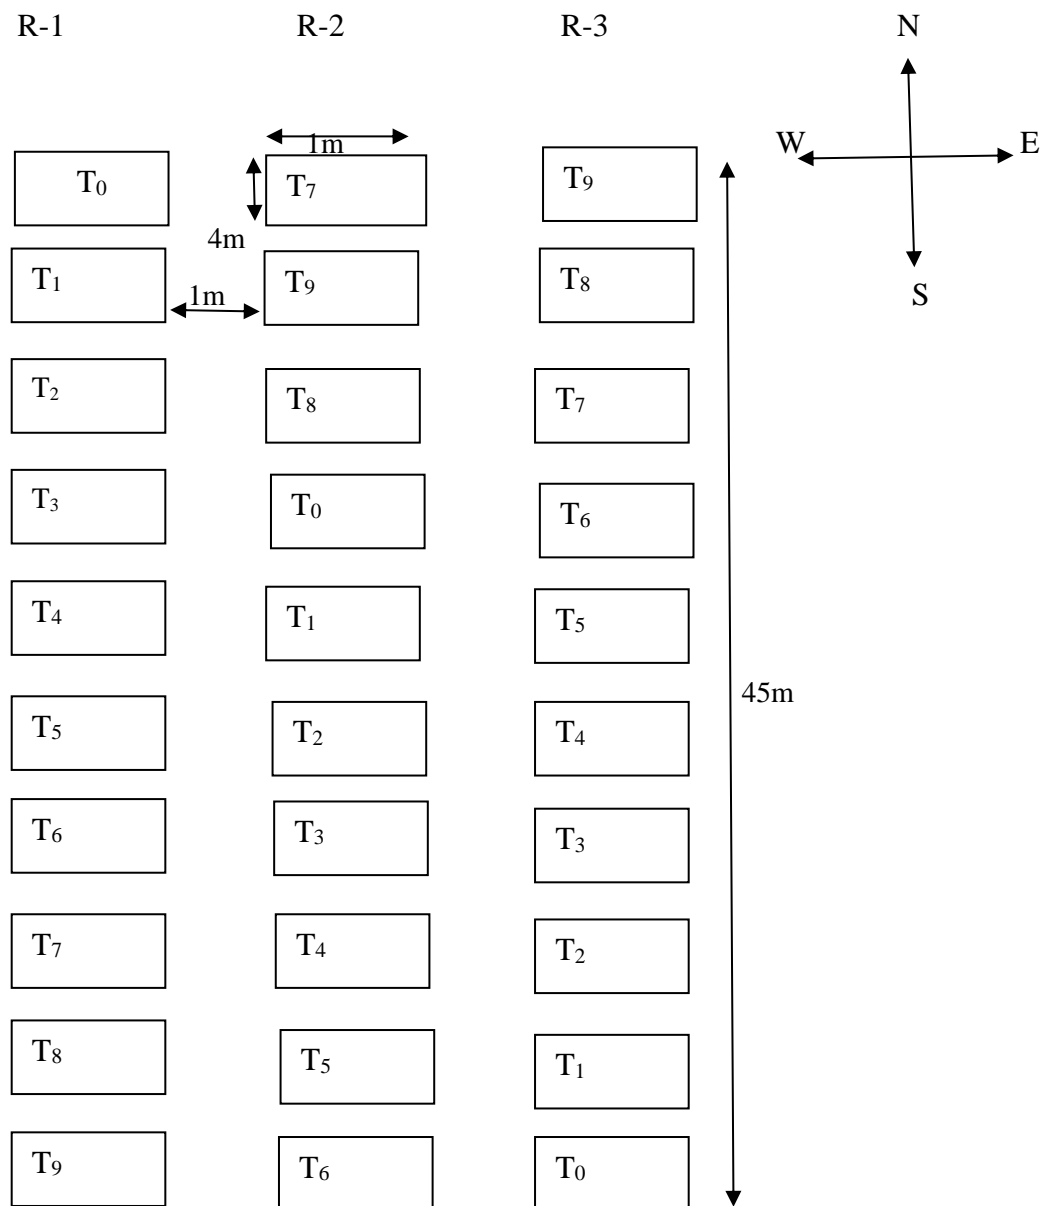 R-1 R-2 R-3 N
1m
W E
T0 T7 T9
4m
T1 T9 T8
1m
S
T2 T8 T7
T3 T0 T6
T4 T1 T5
45m
T5 T2 T4
T6 T3 T3
T7 T4 T2
T8 T5 T1
T9 T6 T0